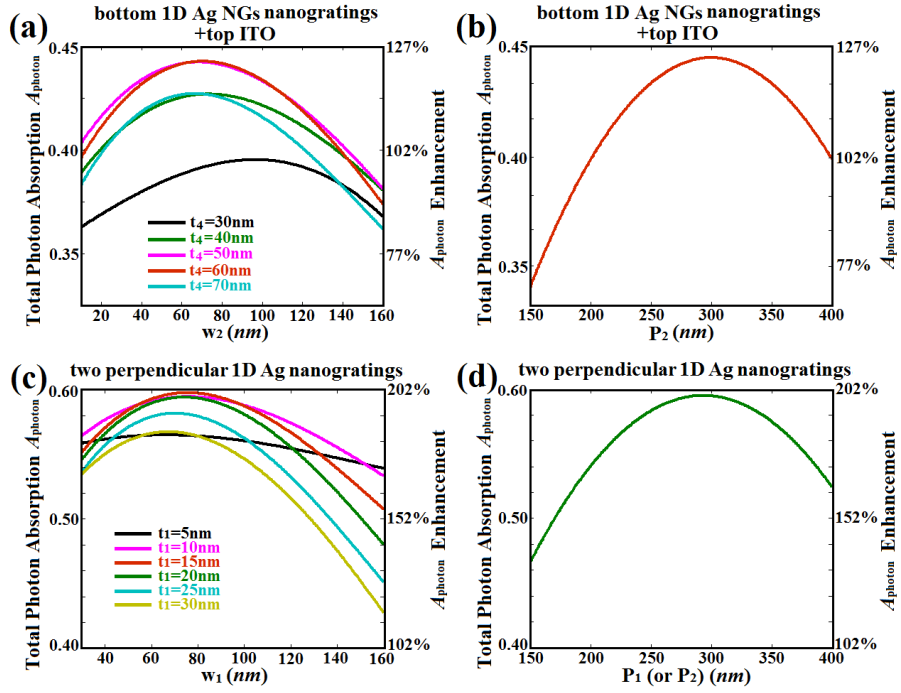 (a)
bottom 1D Ag NGs nanogratings
+top ITO
Total Photon Absorption Aphoton
0.45
0.40
0.35
127%
102%
77%
Aphoton Enhancement
t4=30nm
t4=40nm
t4=50nm
t4=60nm
t4=70nm
20 40 60 80 100 120 140 160
w2 (nm)
(b)
bottom 1D Ag NGs nanogratings
+top ITO
Total Photon Absorption Aphoton
0.45
0.40
0.35
127%
102%
77%
Aphoton Enhancement
150 200 250 300 350 400
P2 (nm)
(c)
two perpendicular 1D Ag nanogratings
Total Photon Absorption Aphoton
0.60
0.50
0.40
202%
152%
102%
Aphoton Enhancement
t1=5nm
t1=10nm
t1=15nm
t1=20nm
t1=25nm
t1=30nm
40 60 80 100 120 140 160
w1 (nm)
(d)
two perpendicular 1D Ag nanogratings
Total Photon Absorption Aphoton
0.60
0.50
0.40
202%
152%
102%
Aphoton Enhancement
150 200 250 300 350 400
P1 (or P2) (nm)